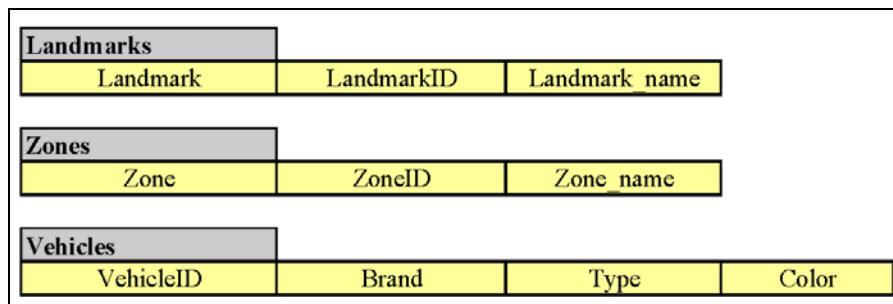 Landmarks
Landmark LandmarkID Landmark_name
Zones
Zone ZoneID Zone_name
Vehicles
VehicleID Brand Type Color